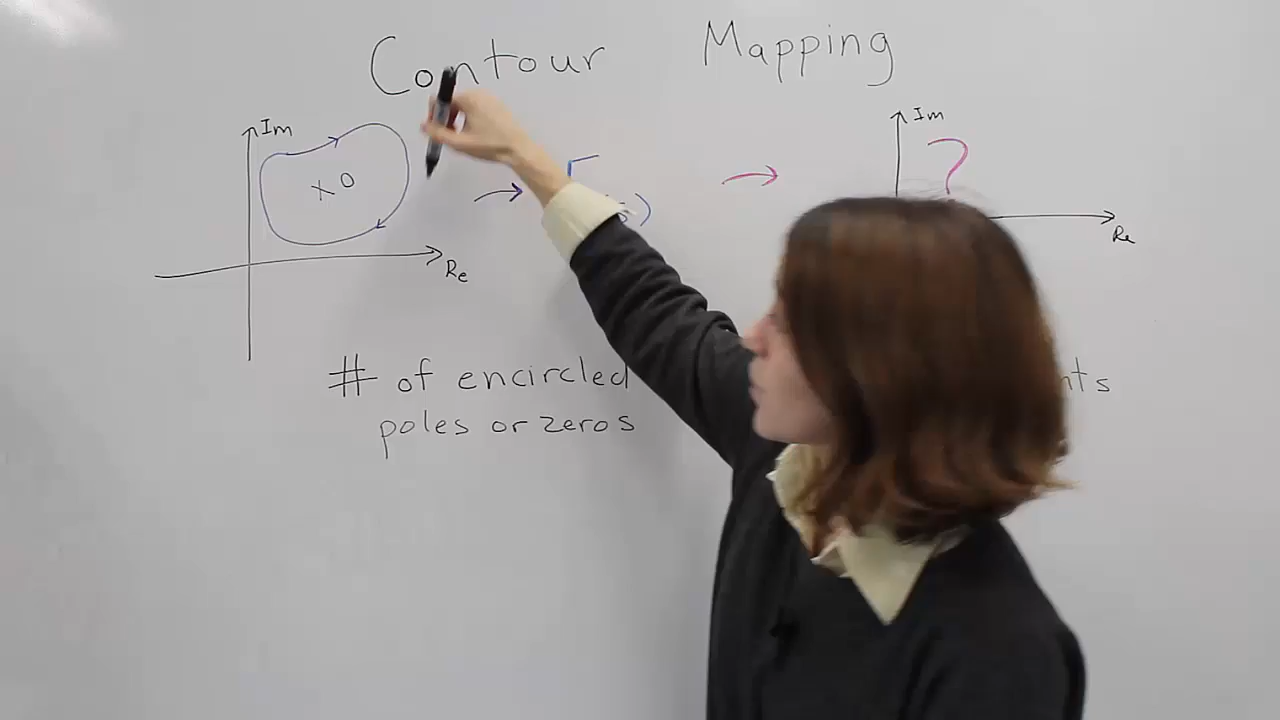 Contour Mapping
Im
Im
x o
?
)
Re
Re
# of encircled
poles or zeros